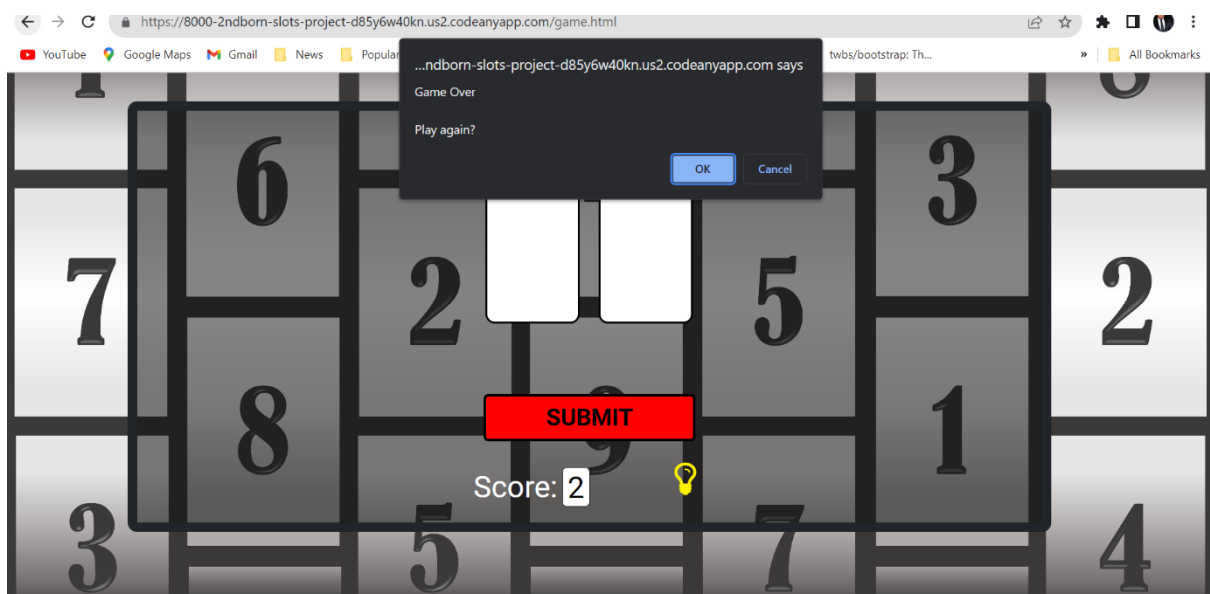 https://8000-2ndborn-slots-project-d85y6w40kn.us2.codeanyapp.com/game.html
YouTube Google Maps Gmail News Popular twbs/bootstrap: Th... » All Bookmarks
...ndborn-slots-project-d85y6w40kn.us2.codeanyapp.com says
Game Over
Play again?
OK Cancel
6 3
7 2 5 2
SUBMIT
8 9 1
Score: 2
3 5 7 4